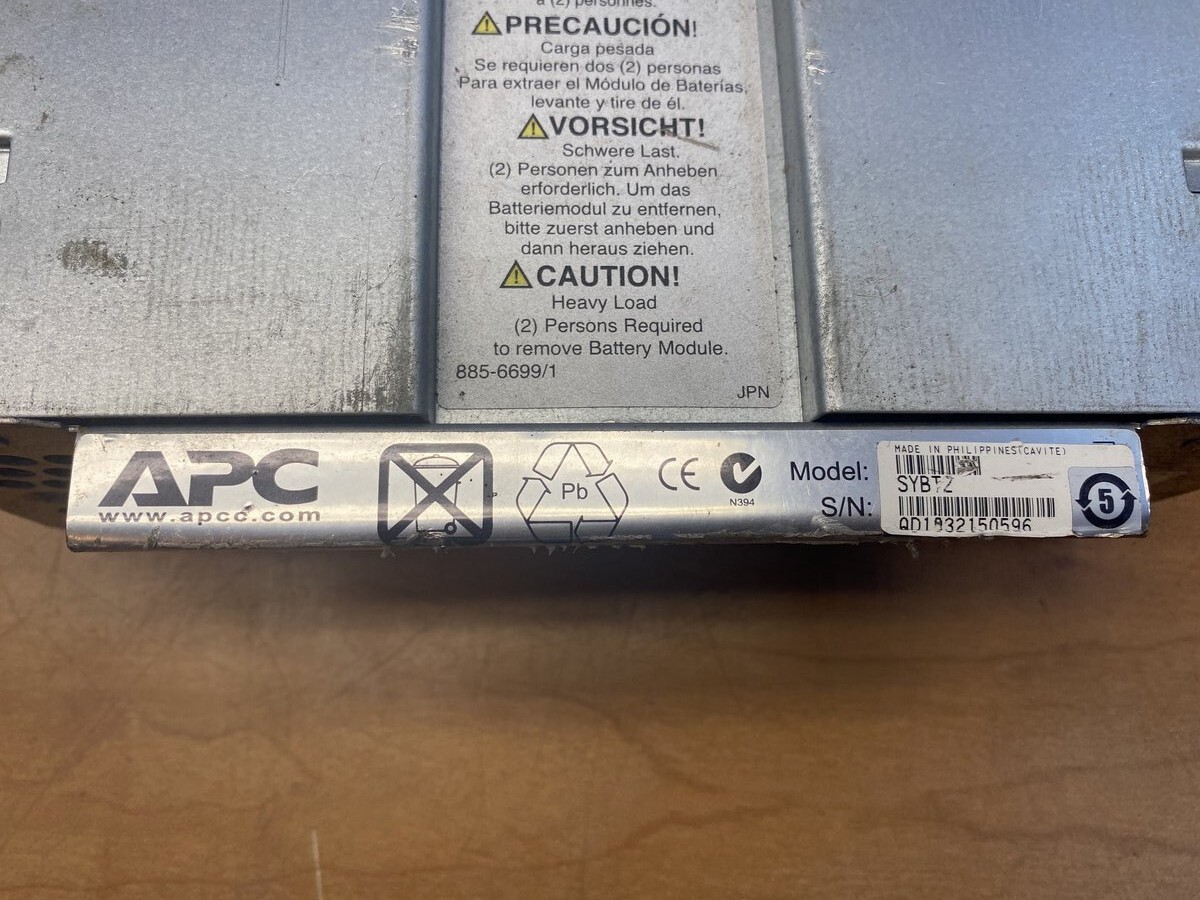 à (2) personnes.
PRECAUCIÓN!
Carga pesada
Se requieren dos (2) personas
Para extraer el Módulo de Baterías,
levante y tire de él.
VORSICHT!
Schwere Last.
(2) Personen zum Anheben
erforderlich. Um das
Batteriemodul zu entfernen,
bitte zuerst anheben und
dann heraus ziehen.
CAUTION!
Heavy Load
(2) Persons Required
to remove Battery Module.
885-6699/1
JPN
APC
www.apcc.com
Pb
CE
N394
Model:
S/N:
MADE IN PHILIPPINES(CAVITE)
SYBT2
QD1832150596
5